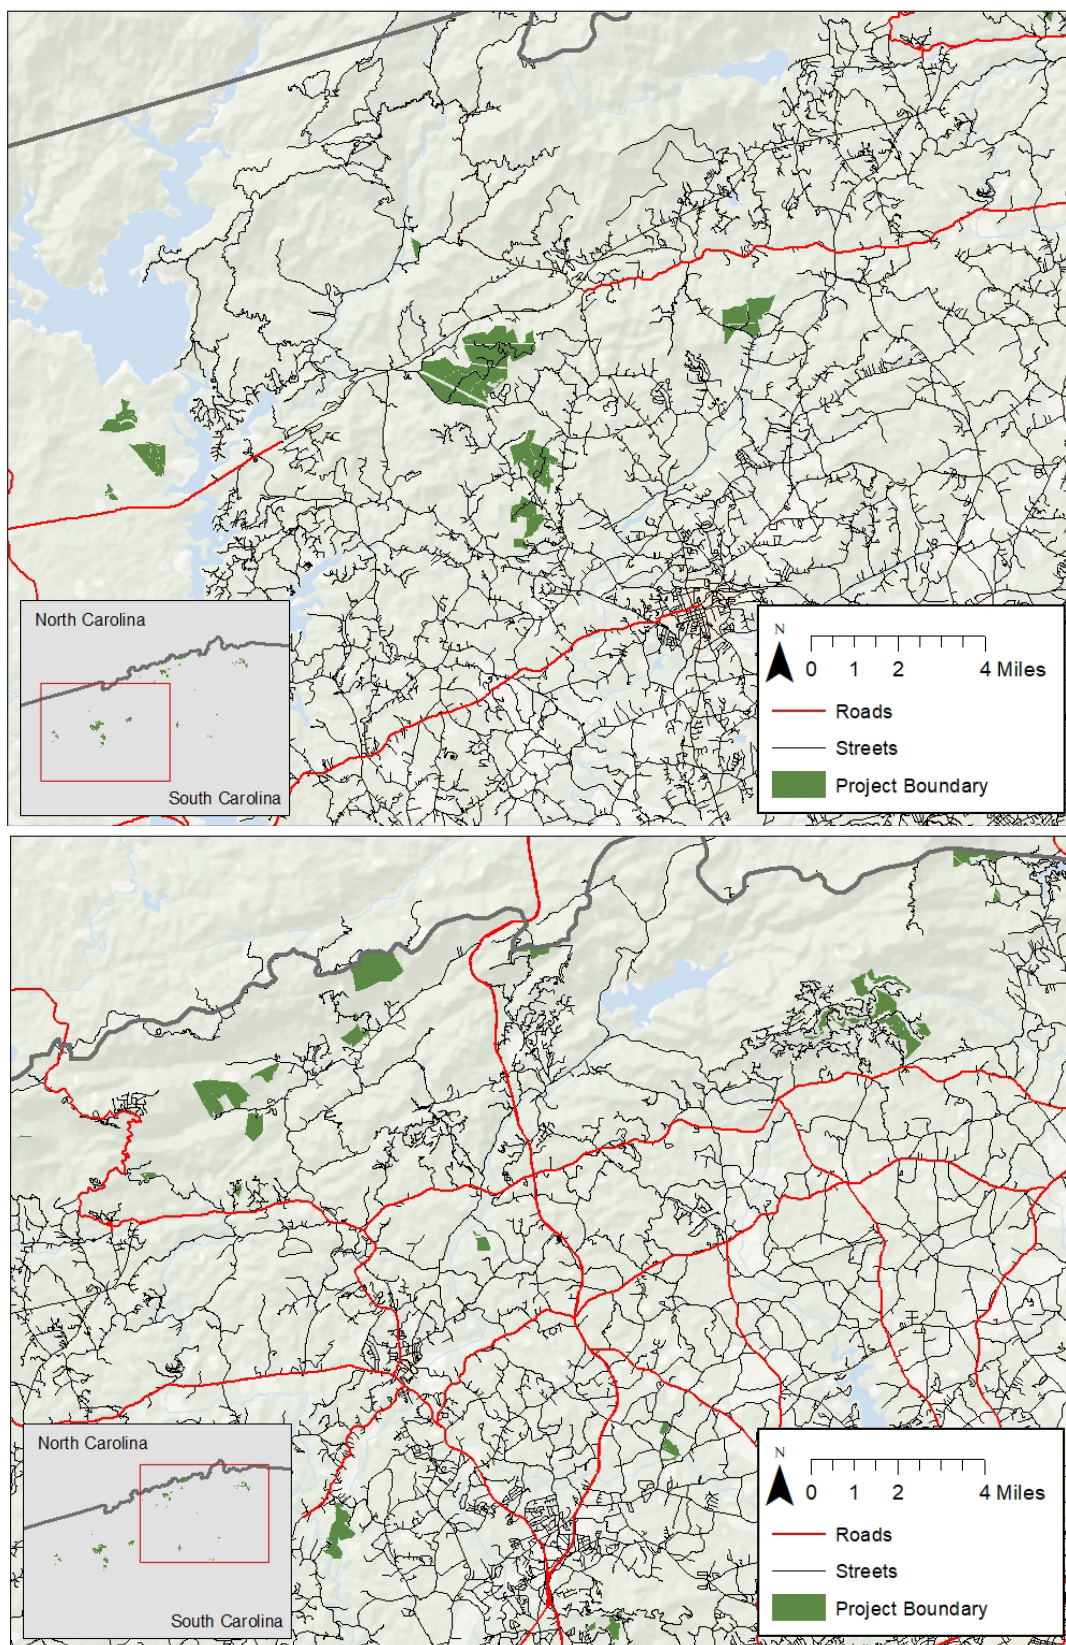 North Carolina
South Carolina
N
0 1 2 4 Miles
Roads
Streets
Project Boundary
North Carolina
South Carolina
N
0 1 2 4 Miles
Roads
Streets
Project Boundary